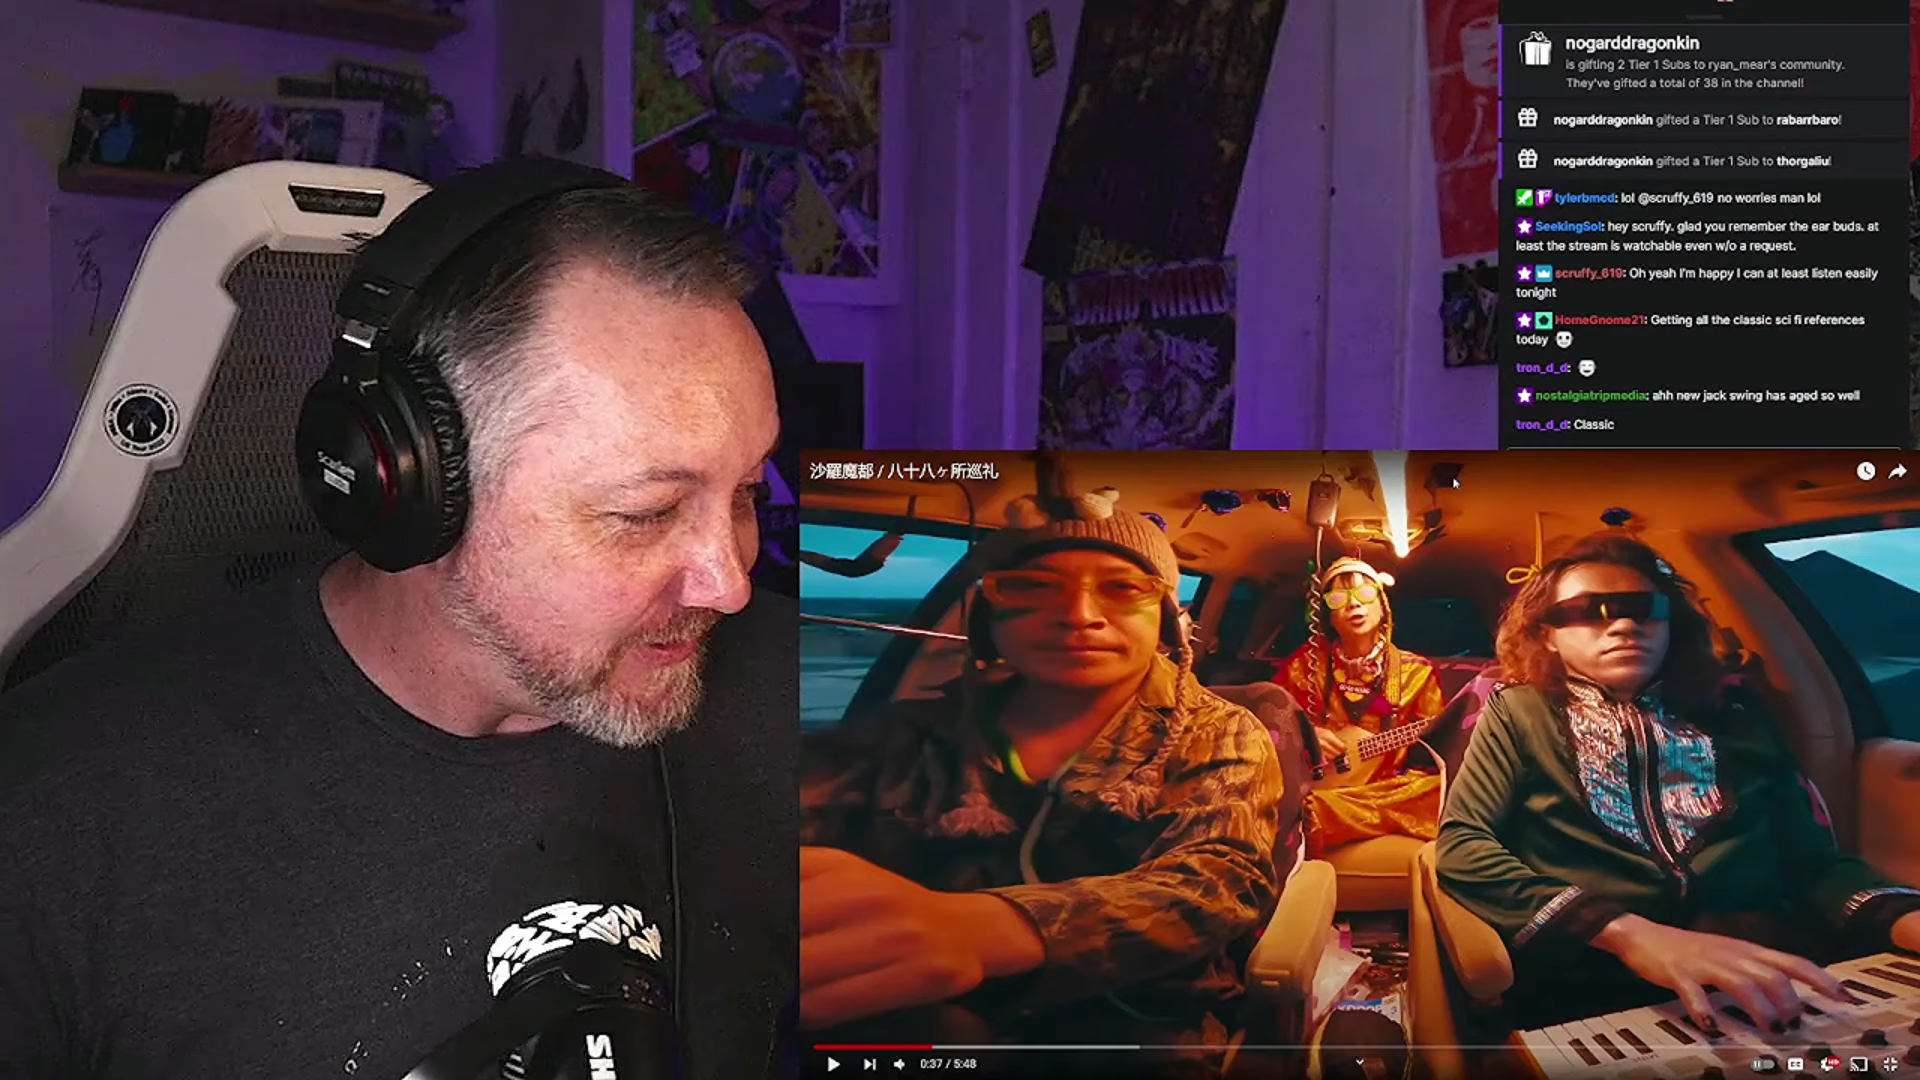 nogarddragonkin
is gifting 2 Tier 1 Subs to ryan_mear's community.
They've gifted a total of 38 in the channel!
nogarddragonkin gifted a Tier 1 Sub to rabarrbaro!
nogarddragonkin gifted a Tier 1 Sub to thorgaliu!
tylerbmcd: lol @scruffy_619 no worries man lol
SeekingSol: hey scruffy. glad you remember the ear buds. at
least the stream is watchable even w/o a request.
scruffy_619: Oh yeah I'm happy I can at least listen easily
tonight
HomeGnome21: Getting all the classic sci fi references
today
tron_d_d:
nostalgiatripmedia: ahh new jack swing has aged so well
tron_d_d: Classic
沙羅魔都 / 八十八ヶ所巡礼
scarlett
0:37 / 5:48
SH